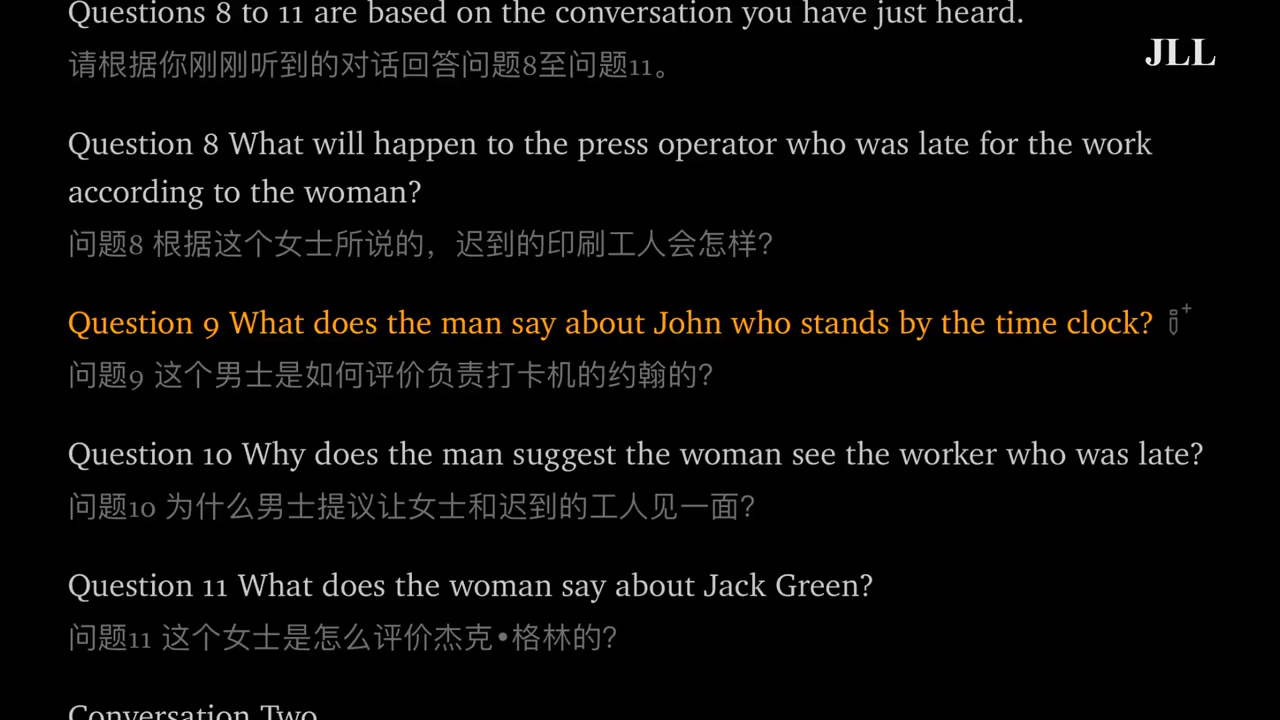 Questions 8 to 11 are based on the conversation you have just heard.
请根据你刚刚听到的对话回答问题8至问题11。
JLL
Question 8 What will happen to the press operator who was late for the work
according to the woman?
问题8 根据这个女士所说的，迟到的印刷工人会怎样？
Question 9 What does the man say about John who stands by the time clock?
问题9 这个男士是如何评价负责打卡机的约翰的？
Question 10 Why does the man suggest the woman see the worker who was late?
问题10 为什么男士提议让女士和迟到的工人见一面？
Question 11 What does the woman say about Jack Green?
问题11 这个女士是怎么评价杰克•格林的？
Conversation Two